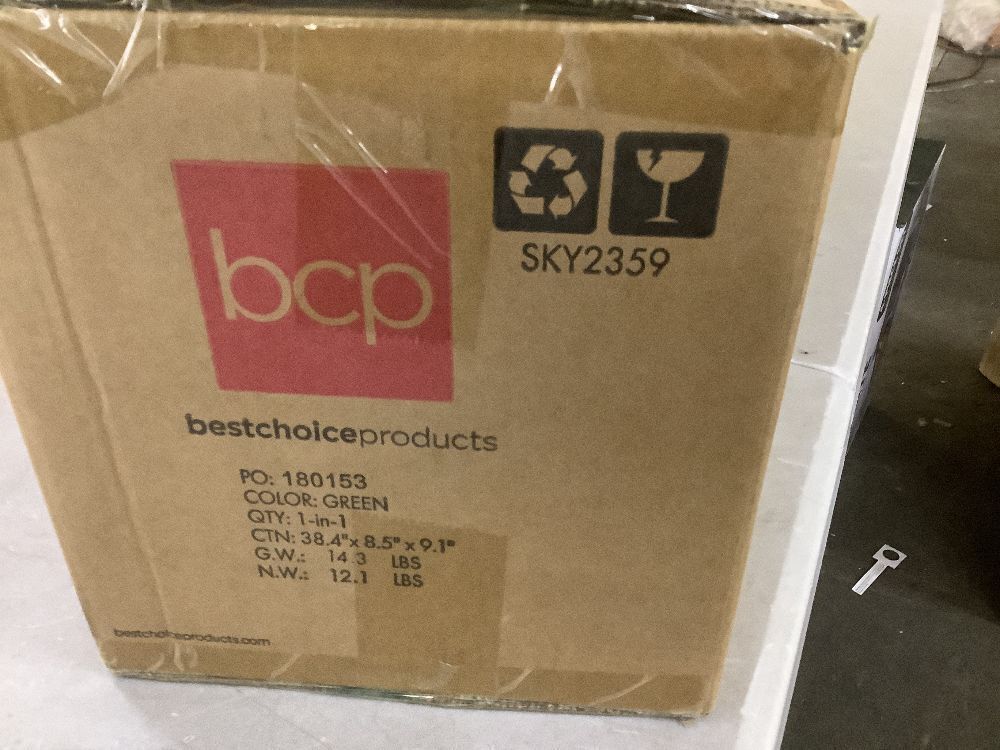 bcp
SKY2359
bestchoiceproducts
PO: 180153
COLOR: GREEN
QTY: 1-in-1
CTN: 38.4"x 8.5" x 9.1"
G.W.: 14.3 LBS
N.W.: 12.1 LBS
bestchoiceproducts.com